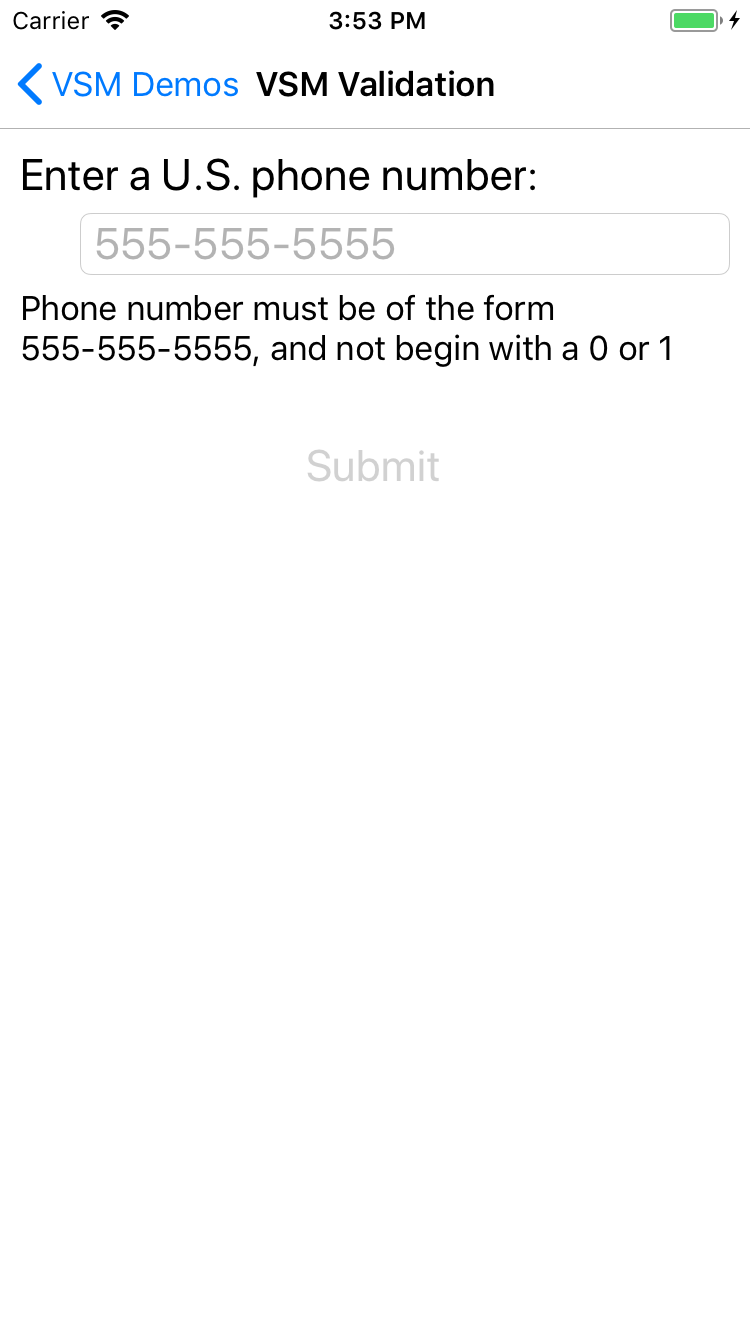 Carrier 3:53 PM
VSM Demos VSM Validation
Enter a U.S. phone number:
555-555-5555
Phone number must be of the form
555-555-5555, and not begin with a 0 or 1
Submit